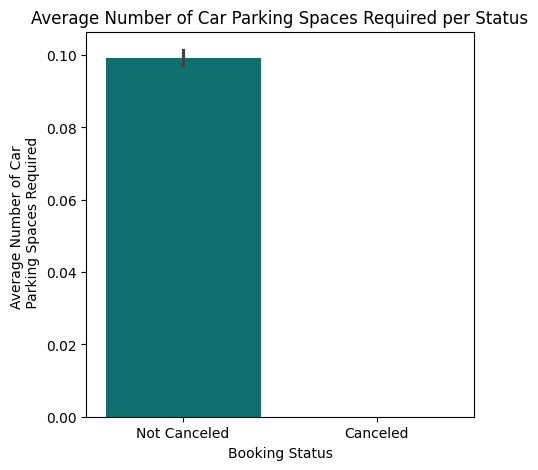 Average Number of Car Parking Spaces Required per Status
Average Number of Car
Parking Spaces Required
0.10
0.08
0.06
0.04
0.02
0.00
Not Canceled
Canceled
Booking Status